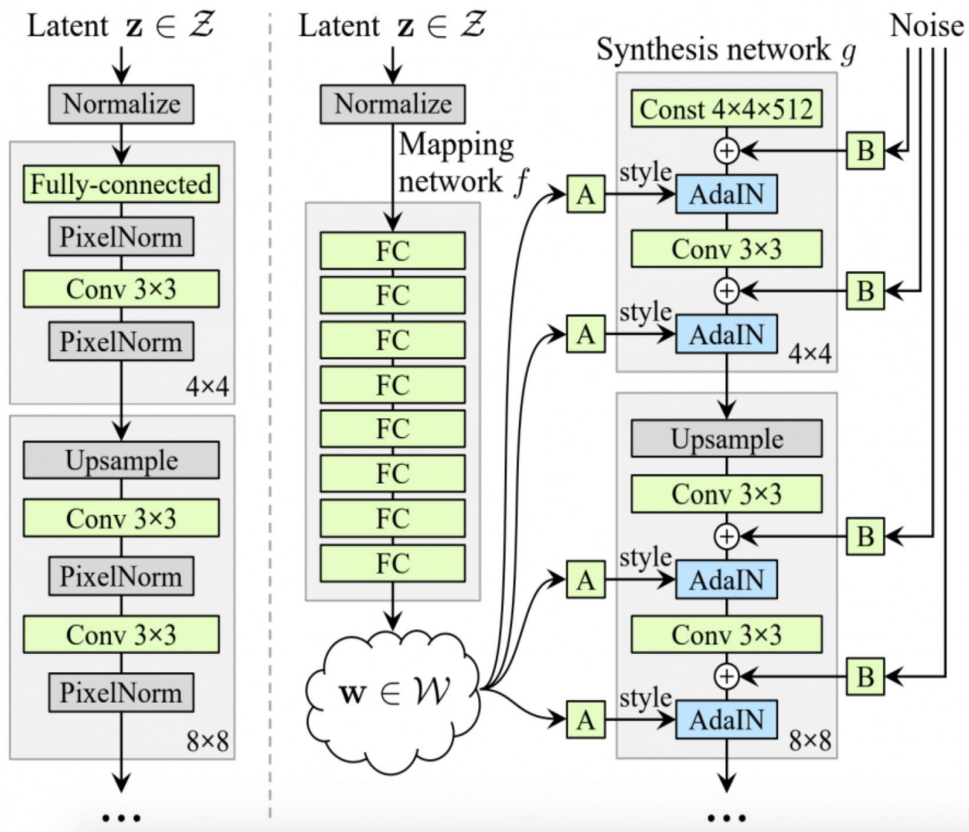 Latent z ∈ 𝒵
Normalize
Fully-connected
PixelNorm
Conv 3×3
PixelNorm
4×4
Upsample
Conv 3×3
PixelNorm
Conv 3×3
PixelNorm
8×8
...
Latent z ∈ 𝒵
Normalize
Mapping
network f
FC
FC
FC
FC
FC
FC
FC
FC
w ∈ 𝒲
Synthesis network g
Noise
Const 4×4×512
B
A
style
AdaIN
Conv 3×3
B
A
style
AdaIN
4×4
Upsample
Conv 3×3
B
A
style
AdaIN
Conv 3×3
B
A
style
AdaIN
8×8
...